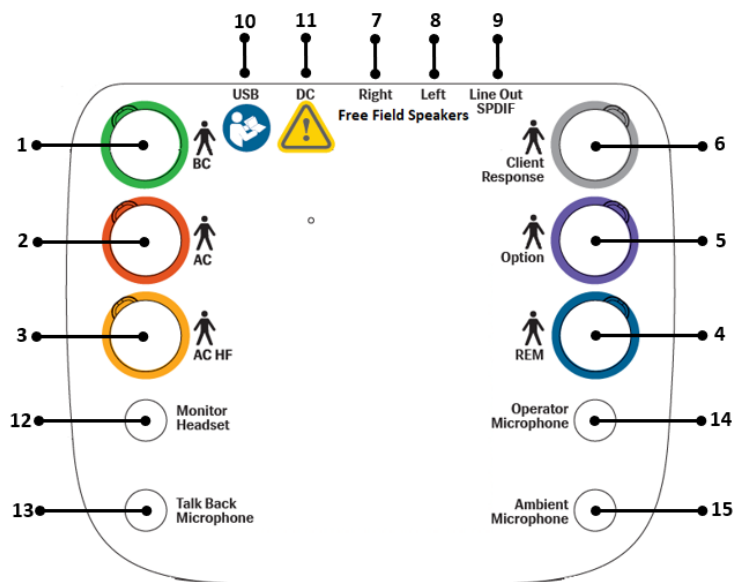 10
11
7
8
9
USB
DC
Right
Left
Line Out
SPDIF
Free Field Speakers
1
BC
Client
Response
6
2
AC
Option
5
3
AC HF
REM
4
12
Monitor
Headset
Operator
Microphone
14
13
Talk Back
Microphone
Ambient
Microphone
15